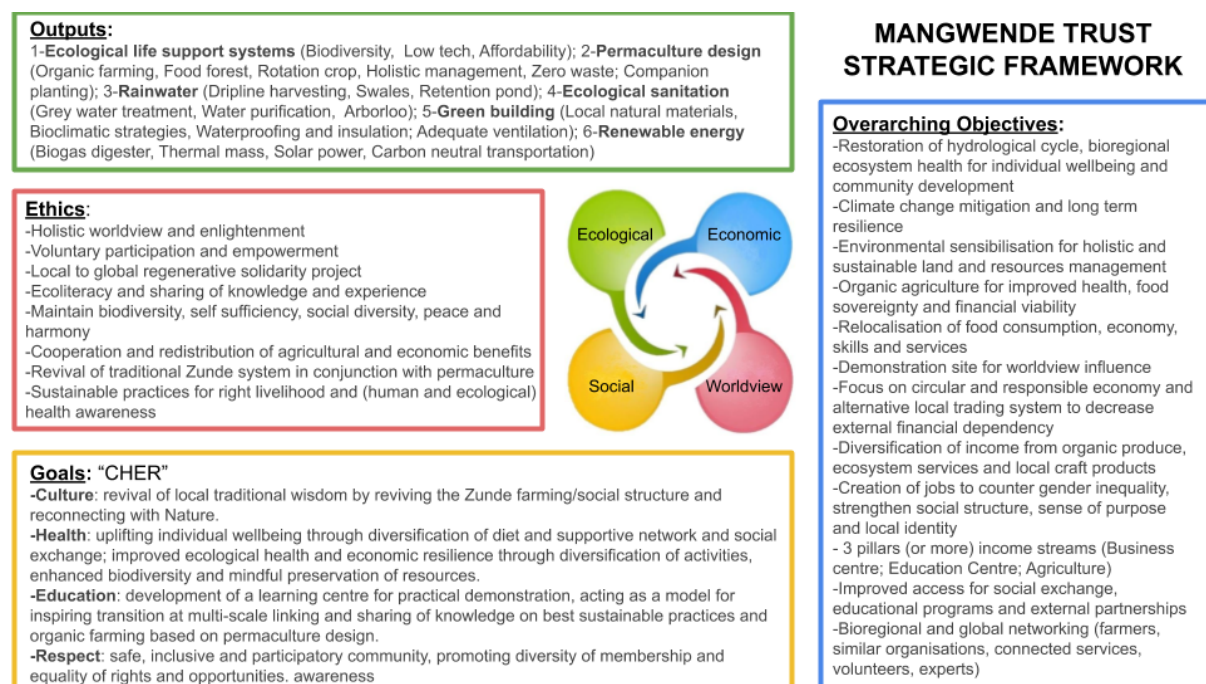 Outputs:
1-Ecological life support systems (Biodiversity, Low tech, Affordability); 2-Permaculture design
(Organic farming, Food forest, Rotation crop, Holistic management, Zero waste; Companion
planting); 3-Rainwater (Dripline harvesting, Swales, Retention pond); 4-Ecological sanitation
(Grey water treatment, Water purification, Arborloo); 5-Green building (Local natural materials,
Bioclimatic strategies, Waterproofing and insulation; Adequate ventilation); 6-Renewable energy
(Biogas digester, Thermal mass, Solar power, Carbon neutral transportation)
MANGWENDE TRUST
STRATEGIC FRAMEWORK
Ethics:
-Holistic worldview and enlightenment
-Voluntary participation and empowerment
-Local to global regenerative solidarity project
-Ecoliteracy and sharing of knowledge and experience
-Maintain biodiversity, self sufficiency, social diversity, peace and
harmony
-Cooperation and redistribution of agricultural and economic benefits
-Revival of traditional Zunde system in conjunction with permaculture
-Sustainable practices for right livelihood and (human and ecological)
health awareness
Ecological
Economic
Social
Worldview
Goals: “CHER”
-Culture: revival of local traditional wisdom by reviving the Zunde farming/social structure and
reconnecting with Nature.
-Health: uplifting individual wellbeing through diversification of diet and supportive network and social
exchange; improved ecological health and economic resilience through diversification of activities,
enhanced biodiversity and mindful preservation of resources.
-Education: development of a learning centre for practical demonstration, acting as a model for
inspiring transition at multi-scale linking and sharing of knowledge on best sustainable practices and
organic farming based on permaculture design.
-Respect: safe, inclusive and participatory community, promoting diversity of membership and
equality of rights and opportunities. awareness
Overarching Objectives:
-Restoration of hydrological cycle, bioregional
ecosystem health for individual wellbeing and
community development
-Climate change mitigation and long term
resilience
-Environmental sensibilisation for holistic and
sustainable land and resources management
-Organic agriculture for improved health, food
sovereignty and financial viability
-Relocalisation of food consumption, economy,
skills and services
-Demonstration site for worldview influence
-Focus on circular and responsible economy and
alternative local trading system to decrease
external financial dependency
-Diversification of income from organic produce,
ecosystem services and local craft products
-Creation of jobs to counter gender inequality,
strengthen social structure, sense of purpose
and local identity
- 3 pillars (or more) income streams (Business
centre; Education Centre; Agriculture)
-Improved access for social exchange,
educational programs and external partnerships
-Bioregional and global networking (farmers,
similar organisations, connected services,
volunteers, experts)